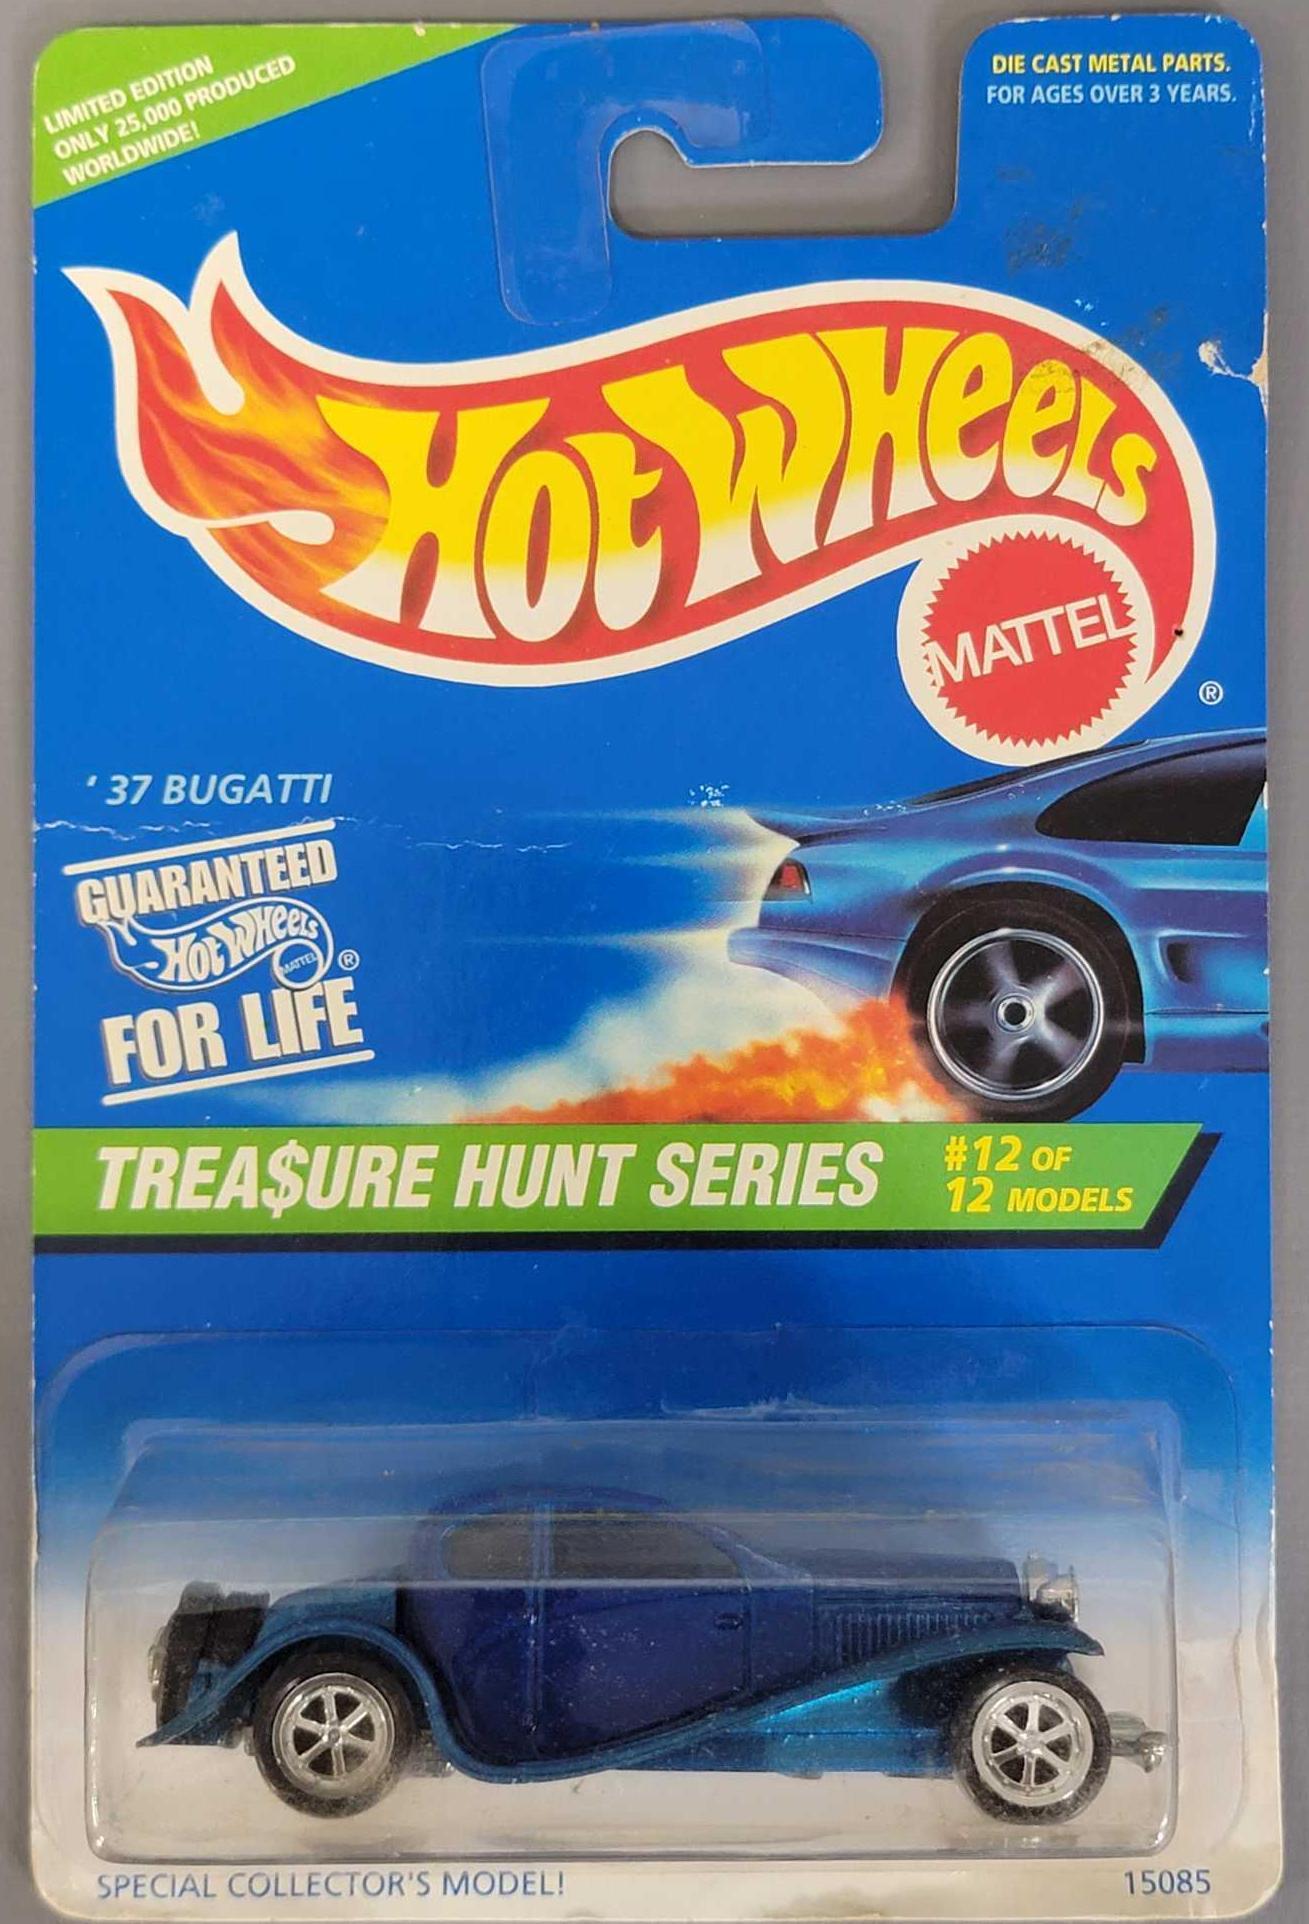 LIMITED EDITION
ONLY 25,000 PRODUCED
WORLDWIDE!
DIE CAST METAL PARTS.
FOR AGES OVER 3 YEARS.
HOT WHEELS
MATTEL
®
' 37 BUGATTI
GUARANTEED
HOT WHEELS
MATTEL
®
FOR LIFE
TREA$URE HUNT SERIES
#12 OF
12 MODELS
SPECIAL COLLECTOR'S MODEL!
15085